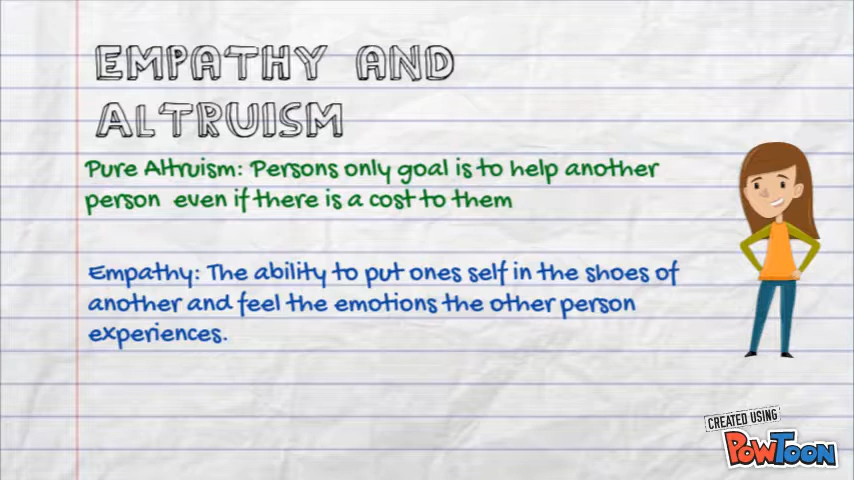 EMPATHY AND
ALTRUISM
Pure Altruism: Persons only goal is to help another
person even if there is a cost to them
Empathy: The ability to put ones self in the shoes of
another and feel the emotions the other person
experiences.
CREATED USING
POWTOON